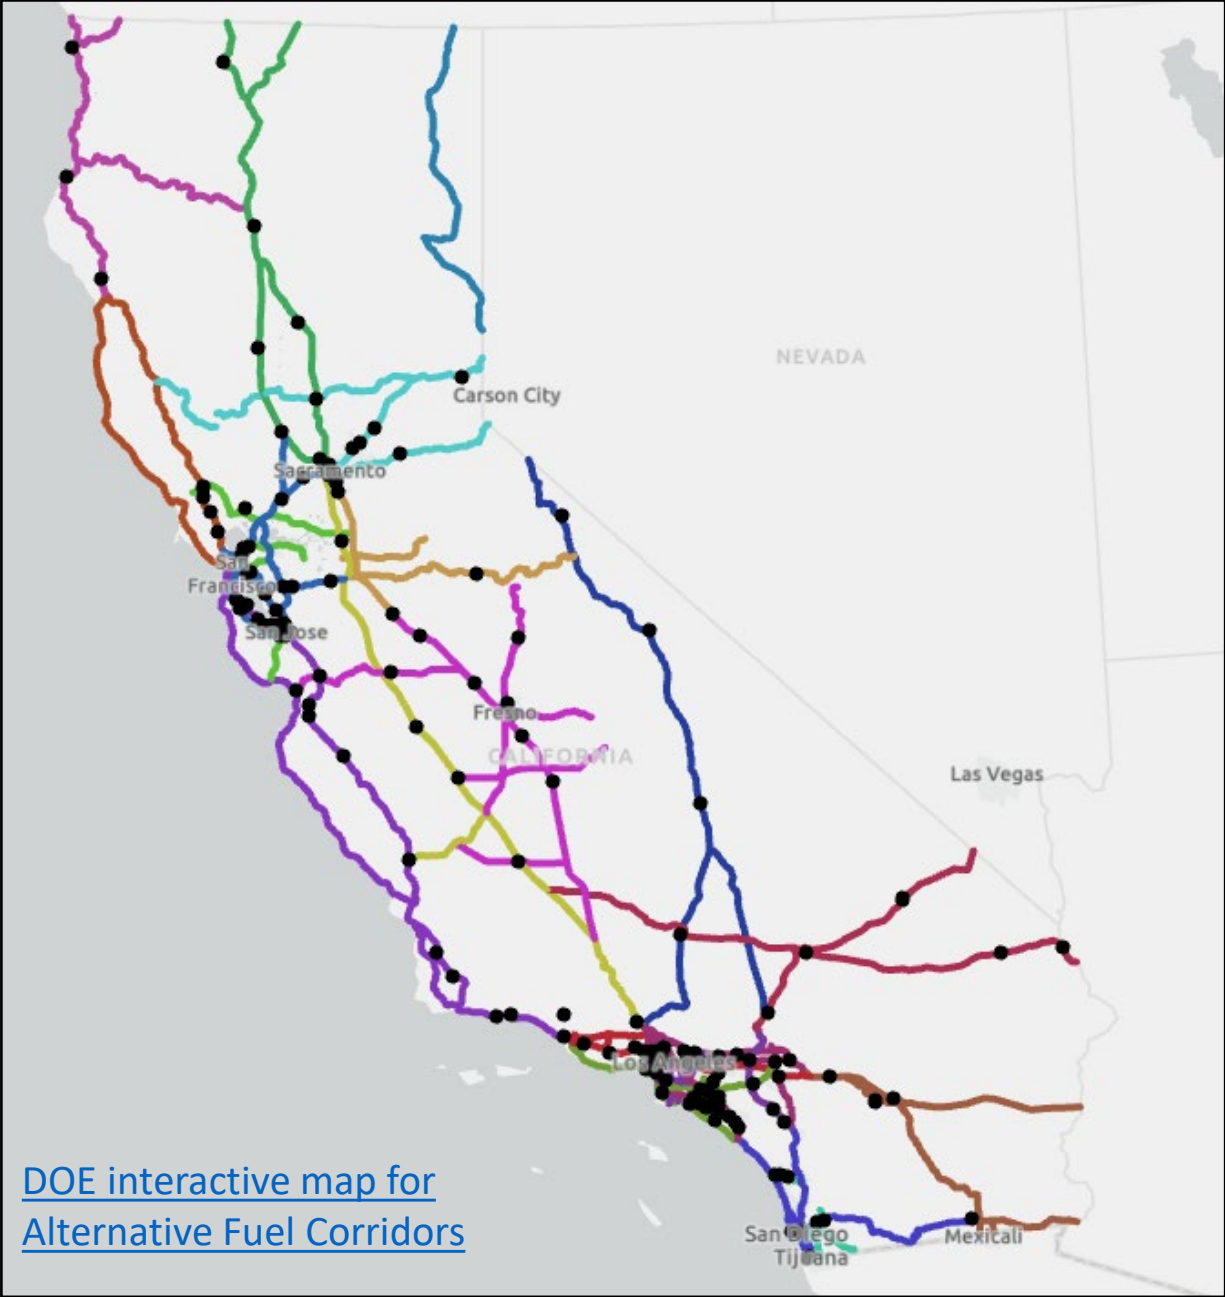 NEVADA
Carson City
Sacramento
San
Francisco
San Jose
Fresno
CALIFORNIA
Las Vegas
Los Angeles
DOE interactive map for
Alternative Fuel Corridors
San Diego
Tijuana
Mexicali